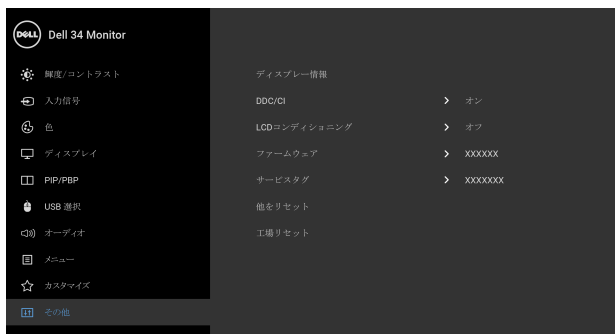 DELL Dell 34 Monitor
輝度/コントラスト
ディスプレー情報
入力信号
DDC/CI > オン
色
LCDコンディショニング > オフ
ディスプレイ
ファームウェア > XXXXXX
PIP/PBP
サービスタグ > XXXXXXX
USB 選択
他をリセット
オーディオ
工場リセット
メニュー
カスタマイズ
その他